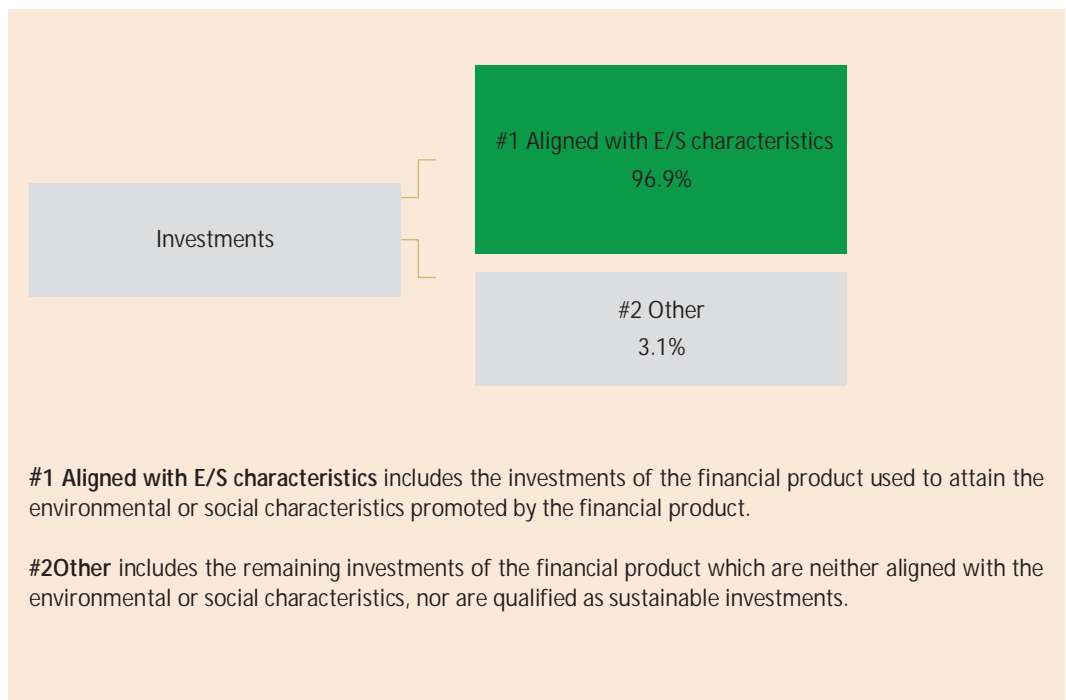 #1 Aligned with E/S characteristics
96.9%
Investments
#2 Other
3.1%
#1 Aligned with E/S characteristics includes the investments of the financial product used to attain the
environmental or social characteristics promoted by the financial product.
#2Other includes the remaining investments of the financial product which are neither aligned with the
environmental or social characteristics, nor are qualified as sustainable investments.